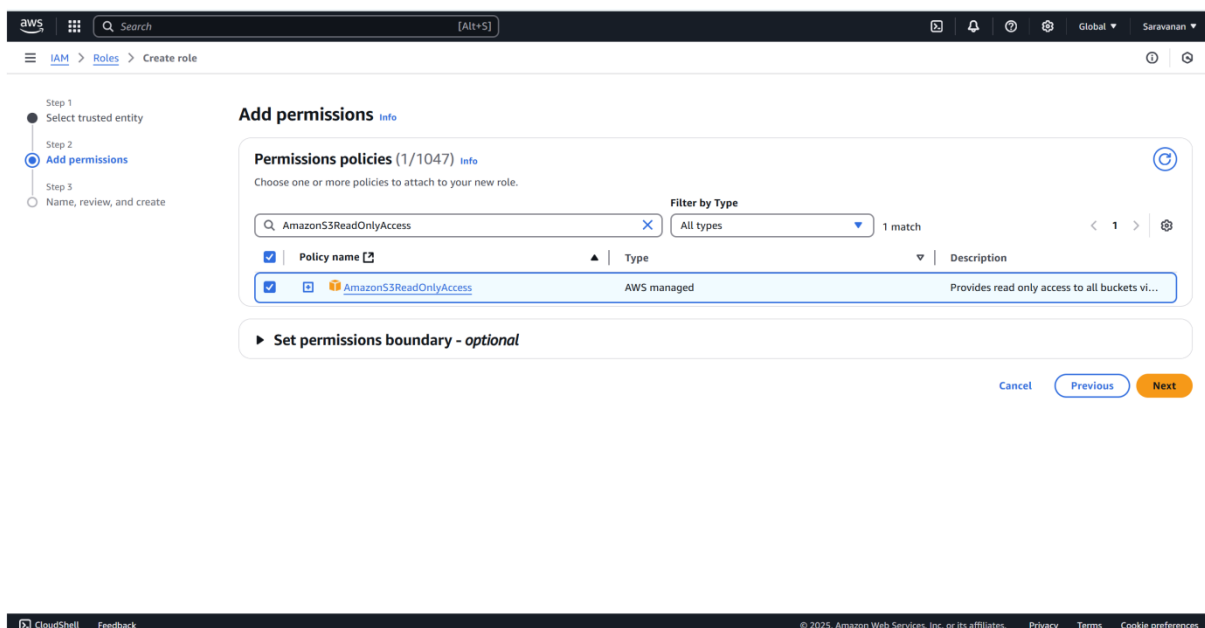 aws Search [Alt+S] Global Saravanan
IAM > Roles > Create role
Step 1
Select trusted entity
Step 2
Add permissions
Step 3
Name, review, and create
Add permissions Info
Permissions policies (1/1047) Info
Choose one or more policies to attach to your new role.
Filter by Type
AmazonS3ReadOnlyAccess All types 1 match < 1 >
Policy name Type Description
AmazonS3ReadOnlyAccess AWS managed Provides read only access to all buckets vi...
Set permissions boundary - optional
Cancel Previous Next
CloudShell Feedback © 2025, Amazon Web Services, Inc. or its affiliates. Privacy Terms Cookie preferences